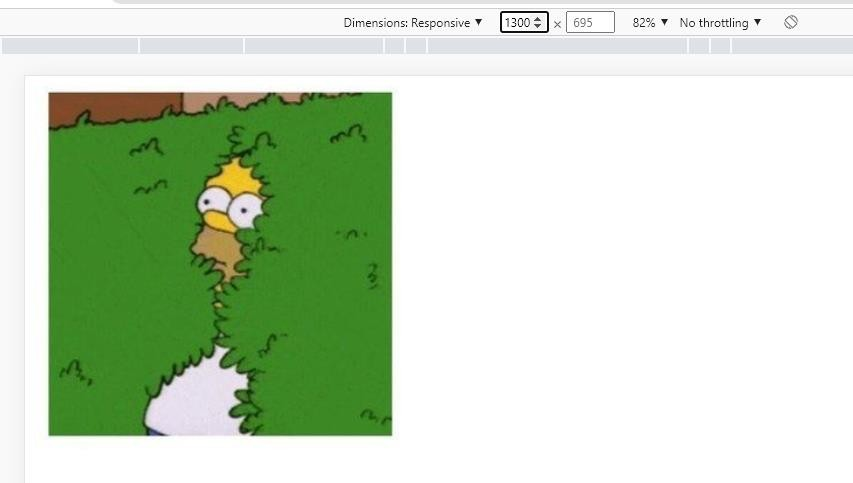 Dimensions: Responsive ▼ 1300 × 695 82% ▼ No throttling ▼